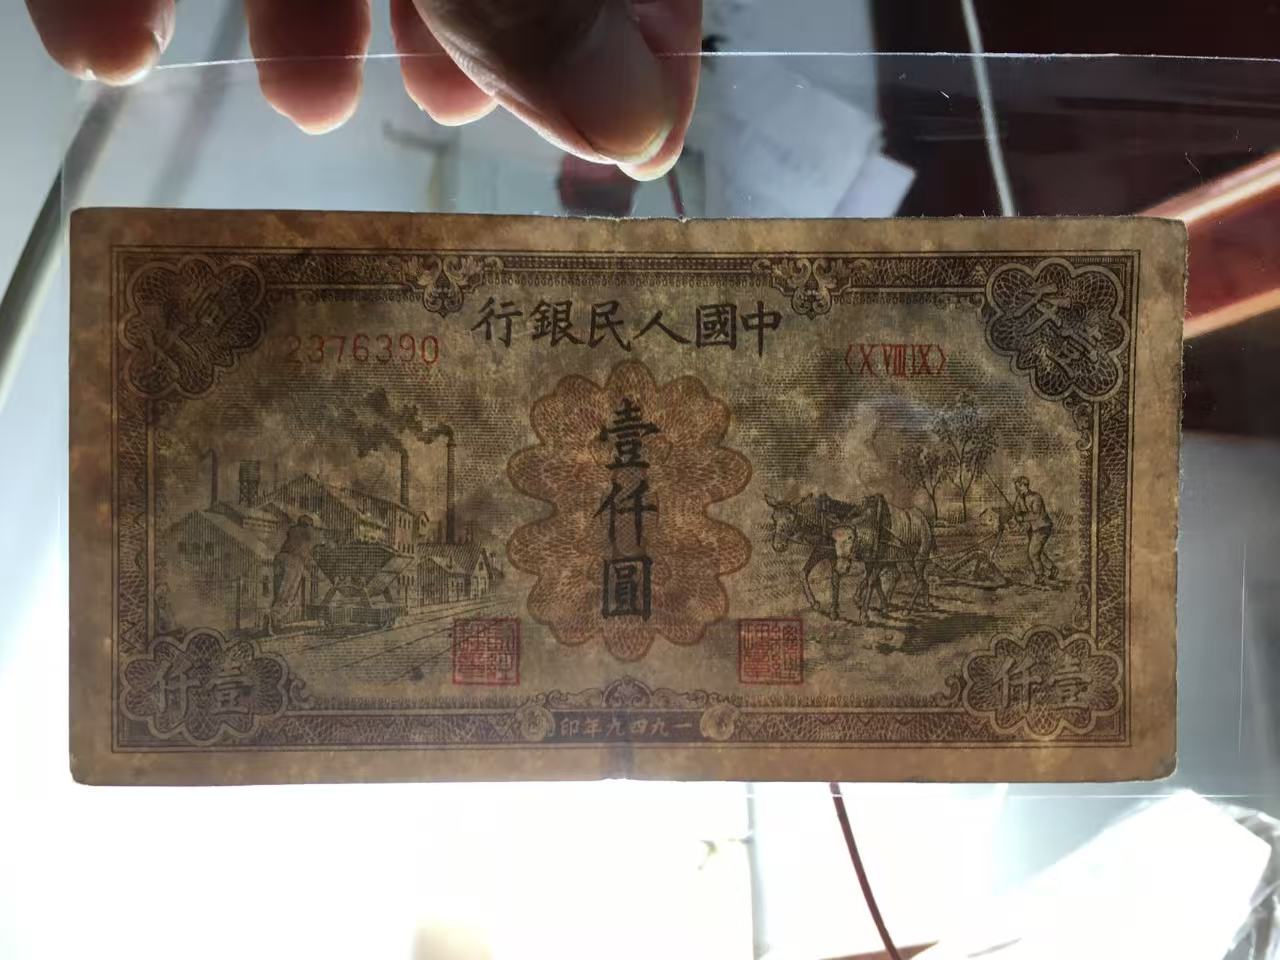 行銀民人國中
2376390
〈X VIII IX〉
壹
仟
圓
仟壹
仟壹
印年九四九一